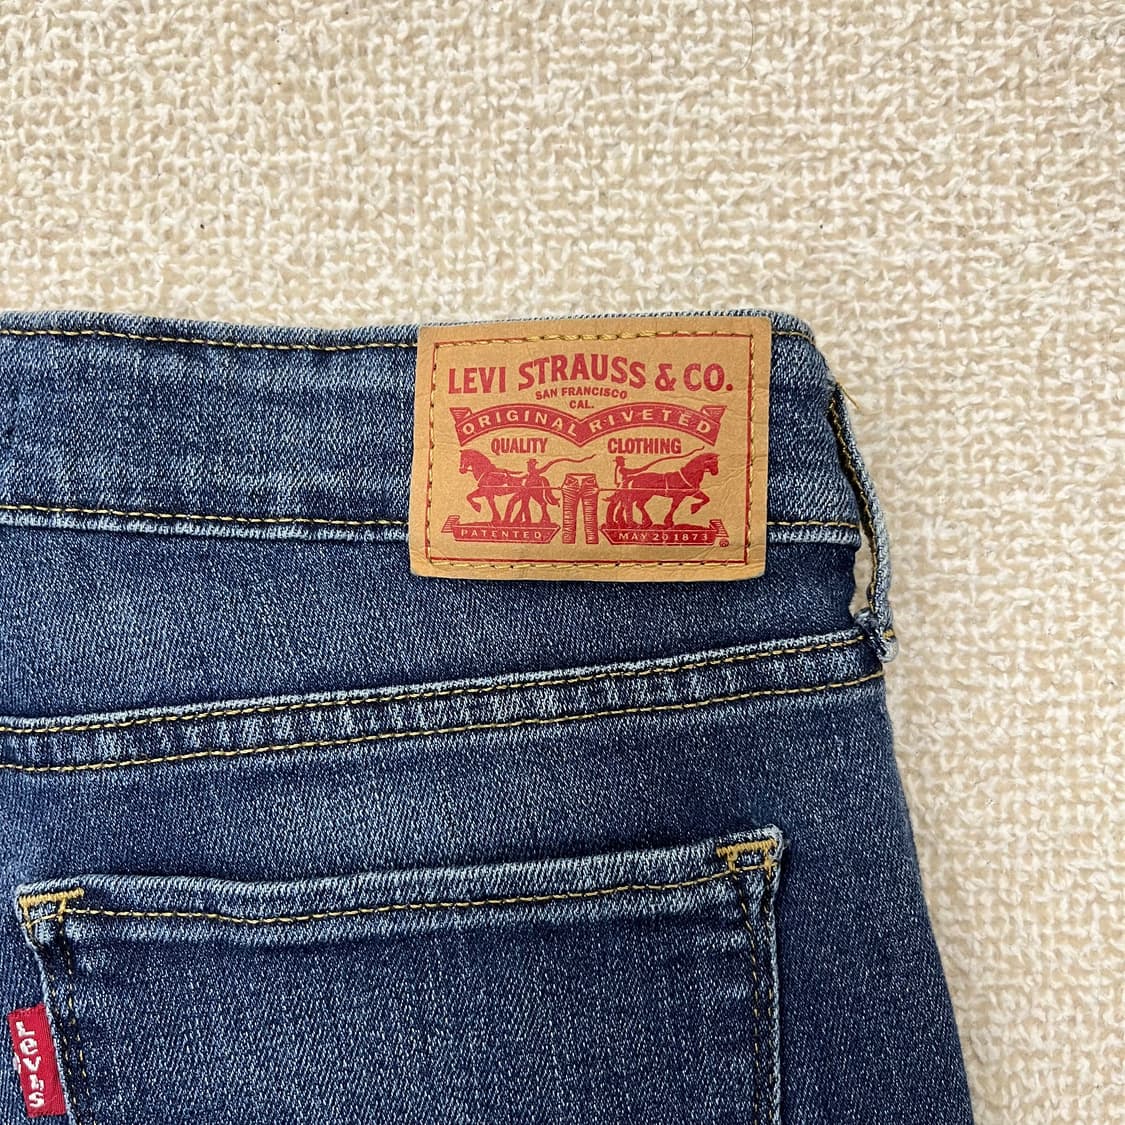 LEVI STRAUSS & CO.
SAN FRANCISCO
CAL.
ORIGINAL RIVETED
QUALITY CLOTHING
PATENTED MAY 20 1873 ®
Levi's